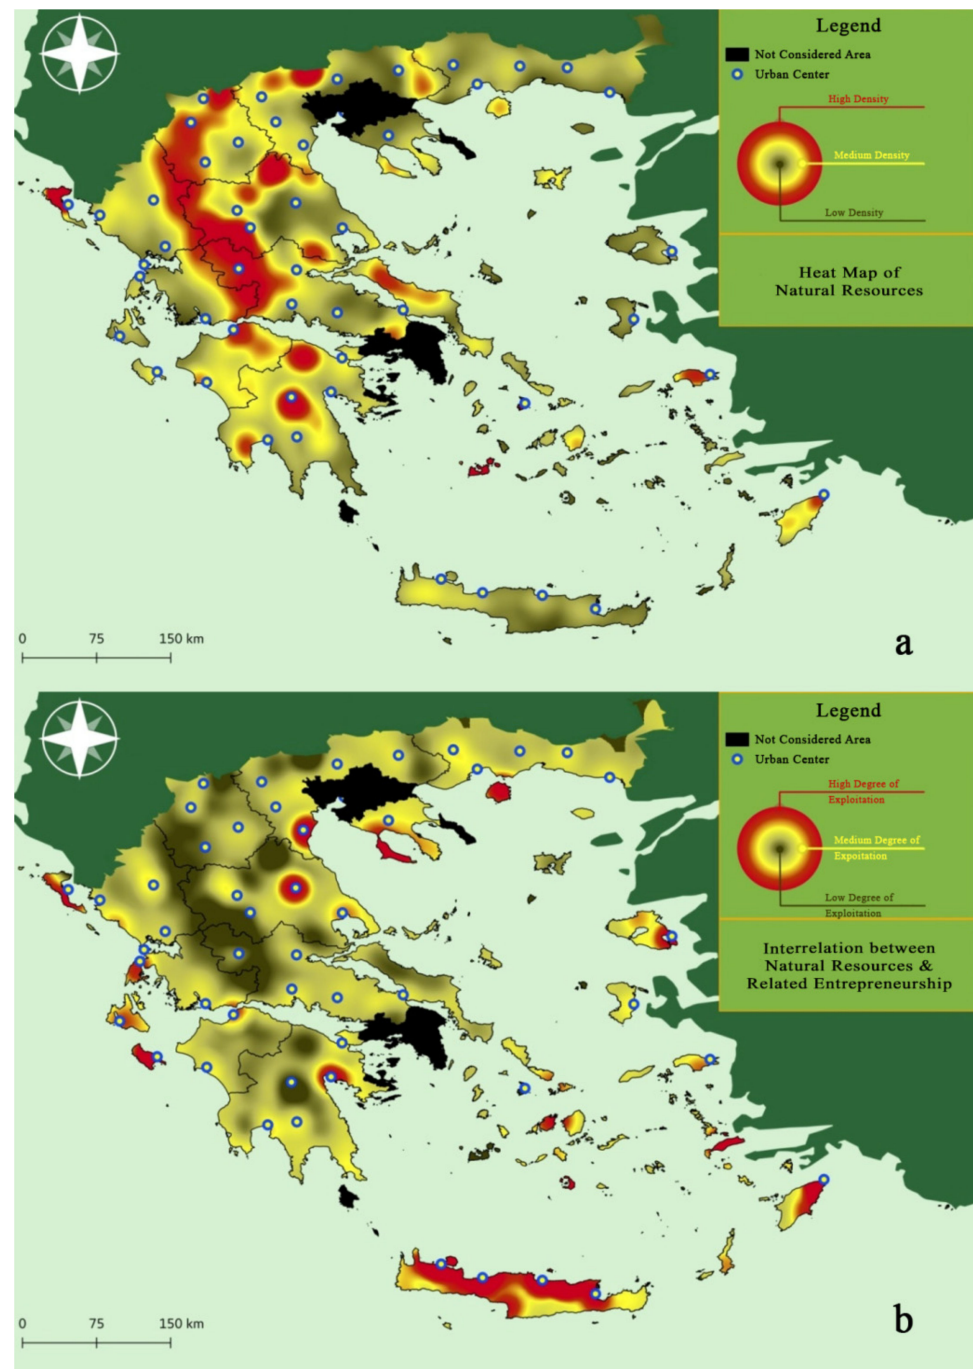 Legend
Not Considered Area
Urban Center
High Density
Medium Density
Low Density
Heat Map of
Natural Resources
0 75 150 km
a
Legend
Not Considered Area
Urban Center
High Degree of
Exploitation
Medium Degree of
Expoitation
Low Degree of
Exploitation
Interrelation between
Natural Resources &
Related Entrepreneurship
0 75 150 km
b